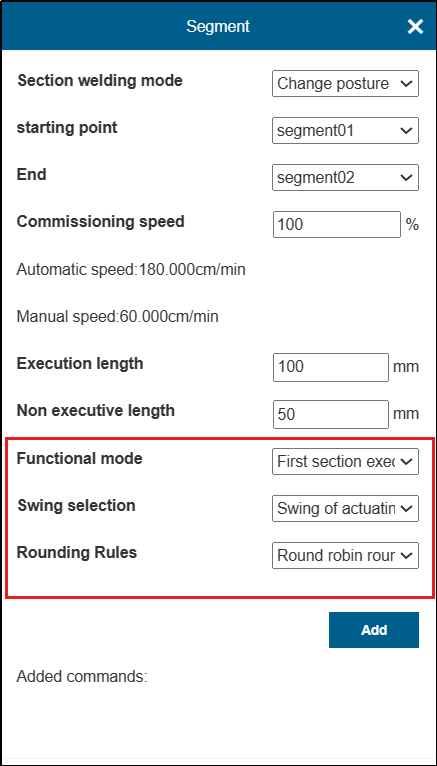 Segment
Section welding mode Change posture
starting point segment01
End segment02
Commissioning speed 100 %
Automatic speed:180.000cm/min
Manual speed:60.000cm/min
Execution length 100 mm
Non executive length 50 mm
Functional mode First section exec
Swing selection Swing of actuatin
Rounding Rules Round robin rour
Add
Added commands: